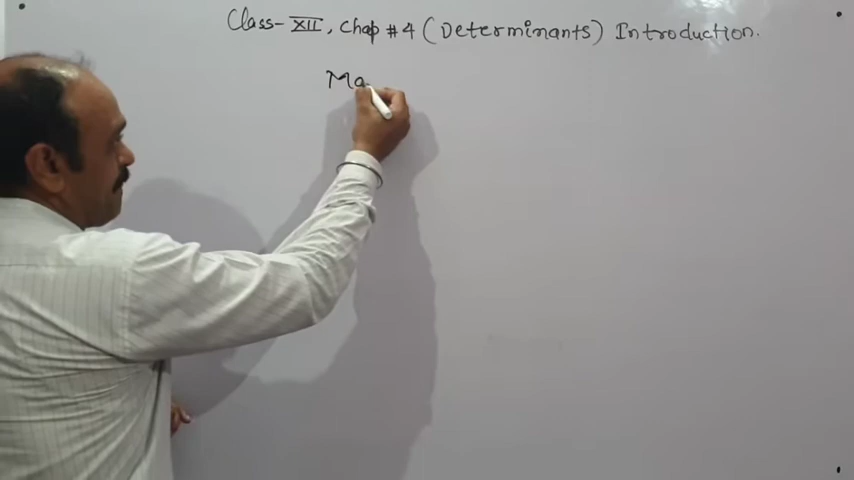 Class-XII, Chap #4 (Determinants) Introduction.
Ma